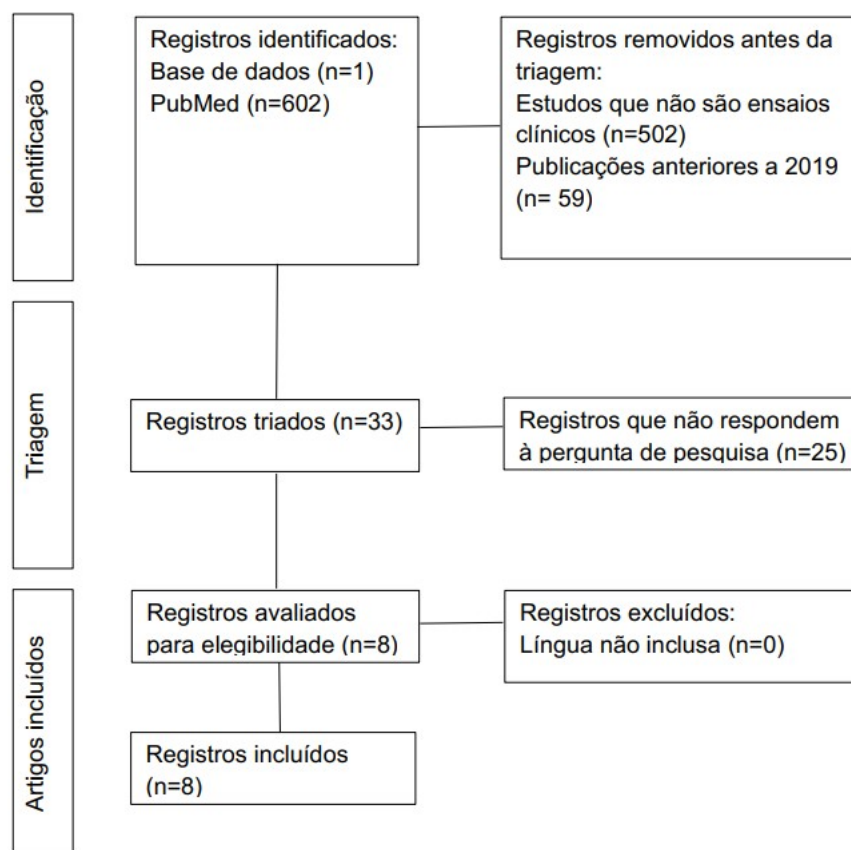 Identificação
Registros identificados:
Base de dados (n=1)
PubMed (n=602)
Registros removidos antes da
triagem:
Estudos que não são ensaios
clínicos (n=502)
Publicações anteriores a 2019
(n= 59)
Triagem
Registros triados (n=33)
Registros que não respondem
à pergunta de pesquisa (n=25)
Artigos incluídos
Registros avaliados
para elegibilidade (n=8)
Registros excluídos:
Língua não inclusa (n=0)
Registros incluídos
(n=8)